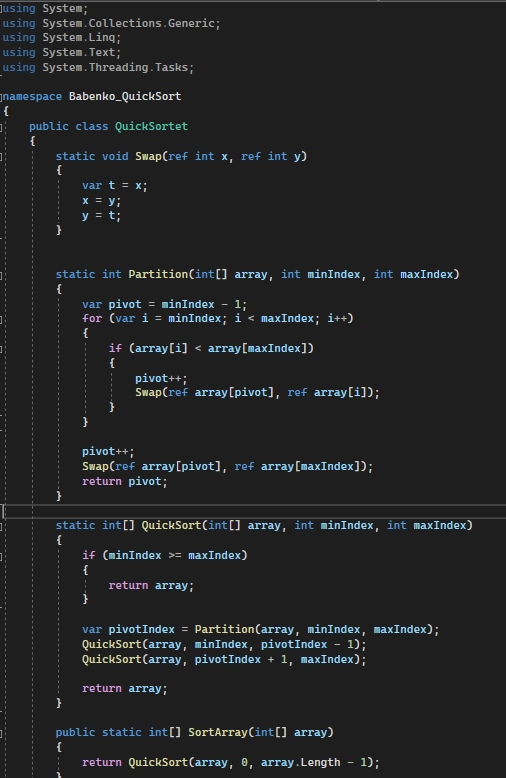 using System;
using System.Collections.Generic;
using System.Linq;
using System.Text;
using System.Threading.Tasks;
namespace Babenko_QuickSort
{
public class QuickSortet
{
static void Swap(ref int x, ref int y)
{
var t = x;
x = y;
y = t;
}
static int Partition(int[] array, int minIndex, int maxIndex)
{
var pivot = minIndex - 1;
for (var i = minIndex; i < maxIndex; i++)
{
if (array[i] < array[maxIndex])
{
pivot++;
Swap(ref array[pivot], ref array[i]);
}
}
pivot++;
Swap(ref array[pivot], ref array[maxIndex]);
return pivot;
}
static int[] QuickSort(int[] array, int minIndex, int maxIndex)
{
if (minIndex >= maxIndex)
{
return array;
}
var pivotIndex = Partition(array, minIndex, maxIndex);
QuickSort(array, minIndex, pivotIndex - 1);
QuickSort(array, pivotIndex + 1, maxIndex);
return array;
}
public static int[] SortArray(int[] array)
{
return QuickSort(array, 0, array.Length - 1);
}